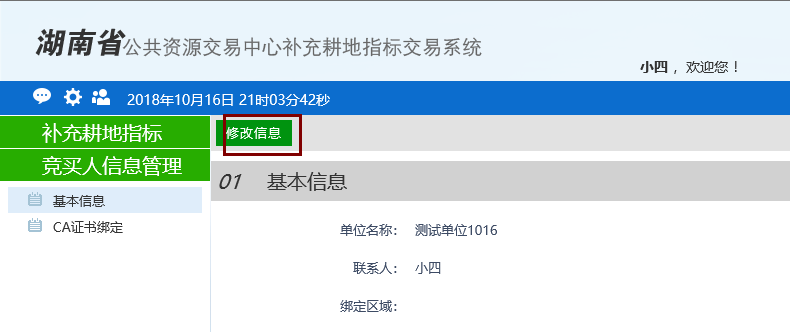 湖南省公共资源交易中心补充耕地指标交易系统
小四 ，欢迎您！
2018年10月16日 21时03分42秒
补充耕地指标
竞买人信息管理
基本信息
CA证书绑定
修改信息
01 基本信息
单位名称： 测试单位1016
联系人： 小四
绑定区域：